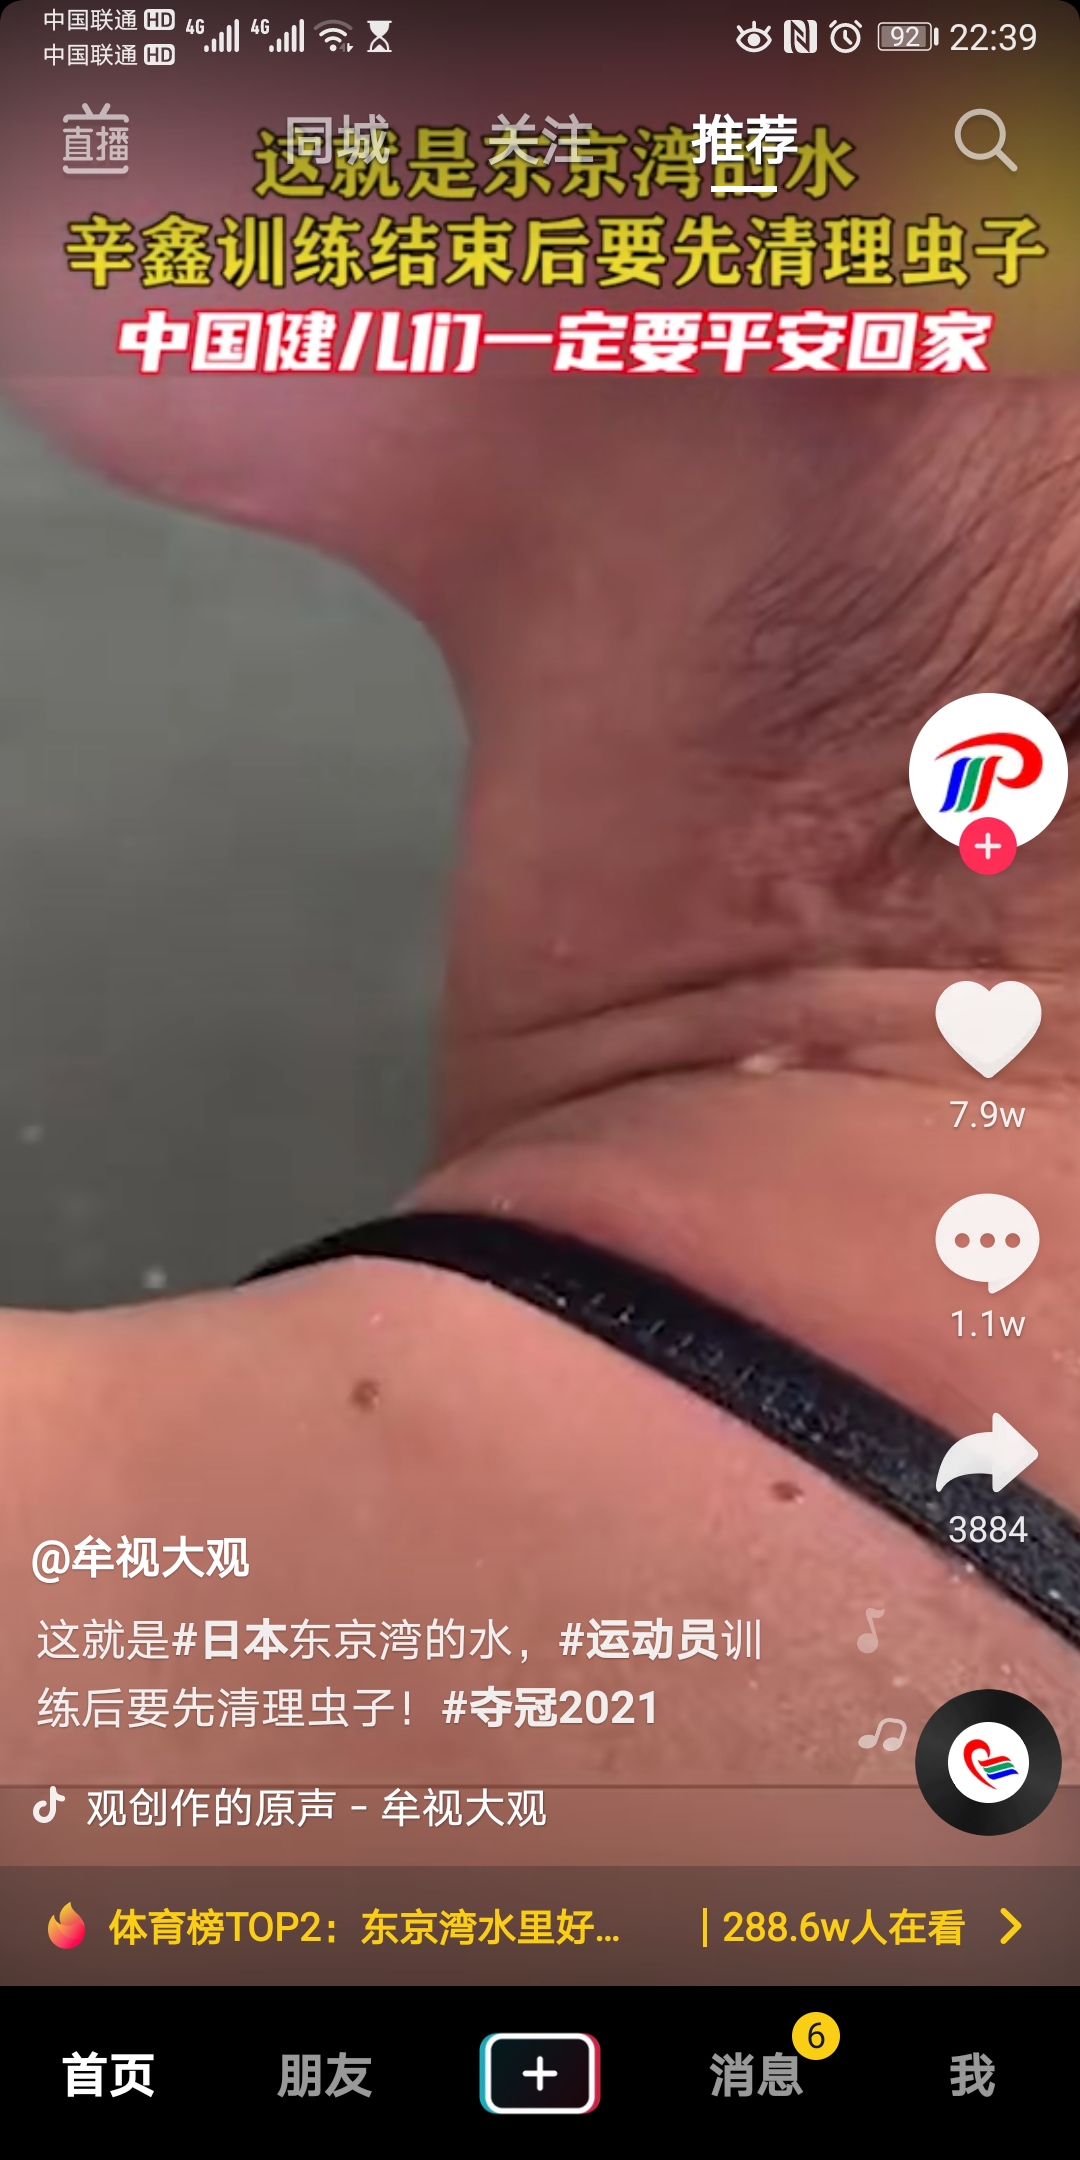 中国联通 HD 4G 4G 92 22:39
中国联通 HD
直播 同城 关注 推荐
这就是东京湾的水
辛鑫训练结束后要先清理虫子
中国健儿们一定要平安回家
7.9w
1.1w
3884
@牟视大观
这就是#日本东京湾的水，#运动员训
练后要先清理虫子！#夺冠2021
观创作的原声 - 牟视大观
体育榜TOP2：东京湾水里好... | 288.6w人在看
首页 朋友 消息 6 我